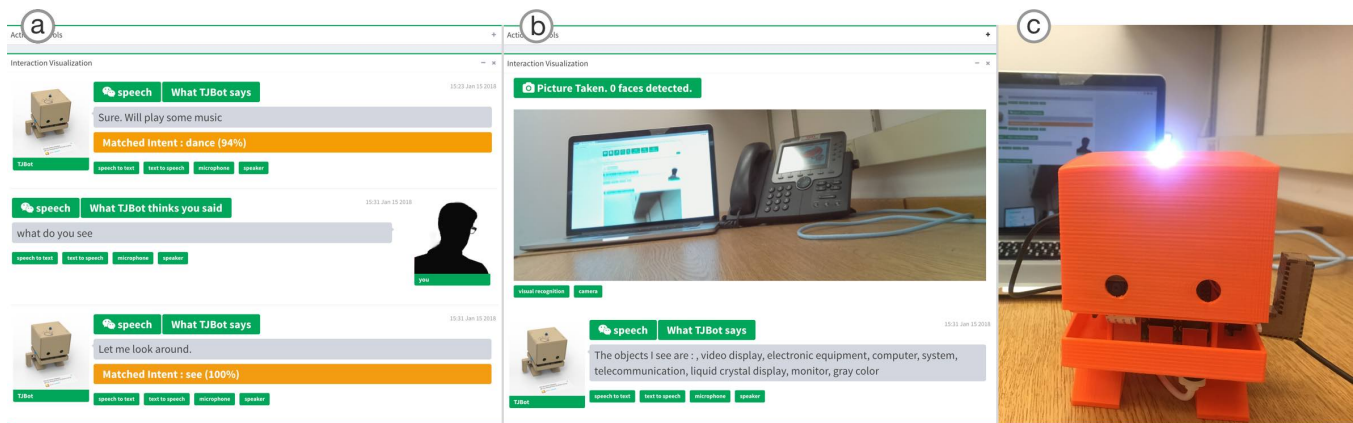 a
Action Tools +
Interaction Visualization − ×
speech What TJBot says 15:23 Jan 15 2018
Sure. Will play some music
Matched Intent : dance (94%)
TJBot
speech to text text to speech microphone speaker
speech What TJBot thinks you said 15:31 Jan 15 2018
what do you see
speech to text text to speech microphone speaker
you
speech What TJBot says 15:31 Jan 15 2018
Let me look around.
Matched Intent : see (100%)
TJBot
speech to text text to speech microphone speaker
b
Action Tools +
Interaction Visualization − ×
Picture Taken. 0 faces detected.
visual recognition camera
speech What TJBot says 15:31 Jan 15 2018
The objects I see are : , video display, electronic equipment, computer, system,
telecommunication, liquid crystal display, monitor, gray color
TJBot
speech to text text to speech microphone speaker
c